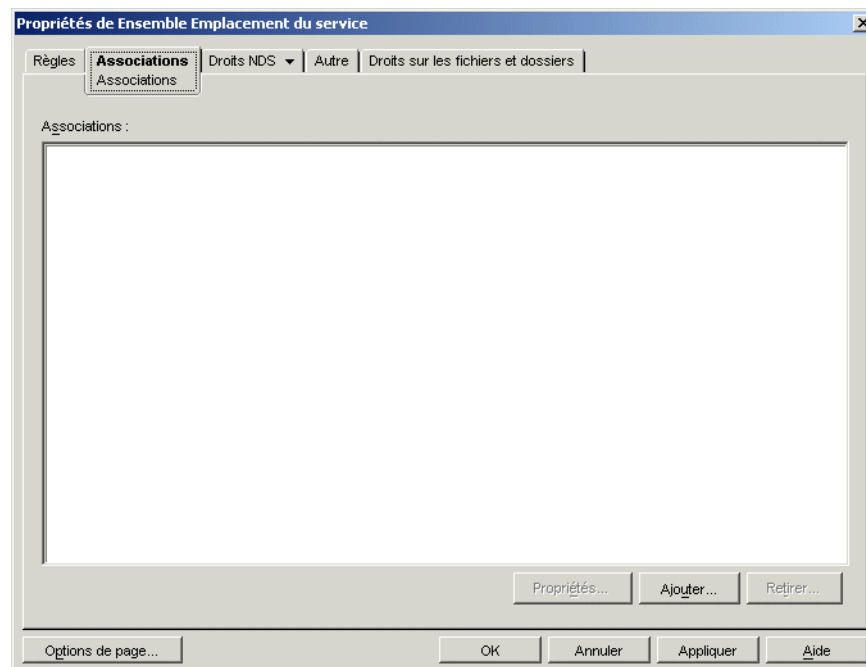 Propriétés de Ensemble Emplacement du service
Règles Associations Droits NDS Autre Droits sur les fichiers et dossiers
Associations
Associations :
Propriétés... Ajouter... Retirer...
Options de page... OK Annuler Appliquer Aide